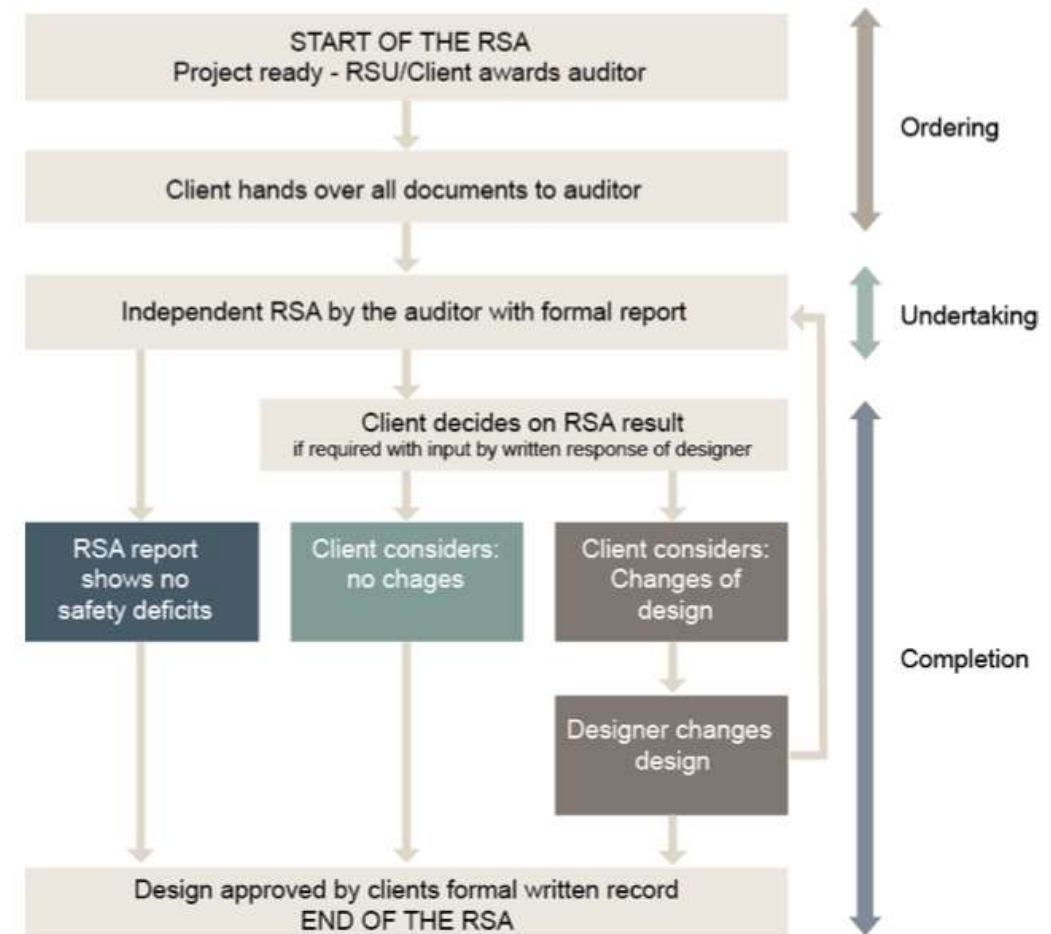 START OF THE RSA
Project ready - RSU/Client awards auditor
Ordering
Client hands over all documents to auditor
Independent RSA by the auditor with formal report
Undertaking
Client decides on RSA result
if required with input by written response of designer
RSA report
shows no
safety deficits
Client considers:
no chages
Client considers:
Changes of
design
Completion
Designer changes
design
Design approved by clients formal written record
END OF THE RSA